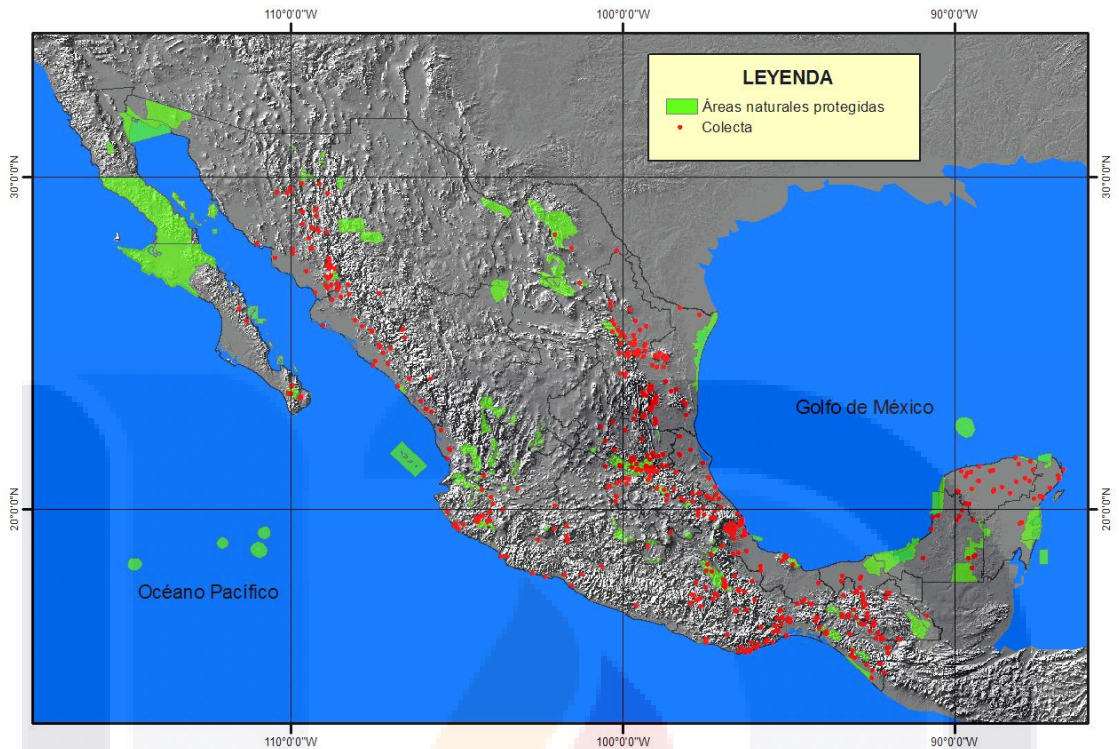 110°0'0"W 100°0'0"W 90°0'0"W
LEYENDA
Áreas naturales protegidas
Colecta
30°0'0"N 30°0'0"N
Golfo de México
20°0'0"N 20°0'0"N
Océano Pacífico
110°0'0"W 100°0'0"W 90°0'0"W